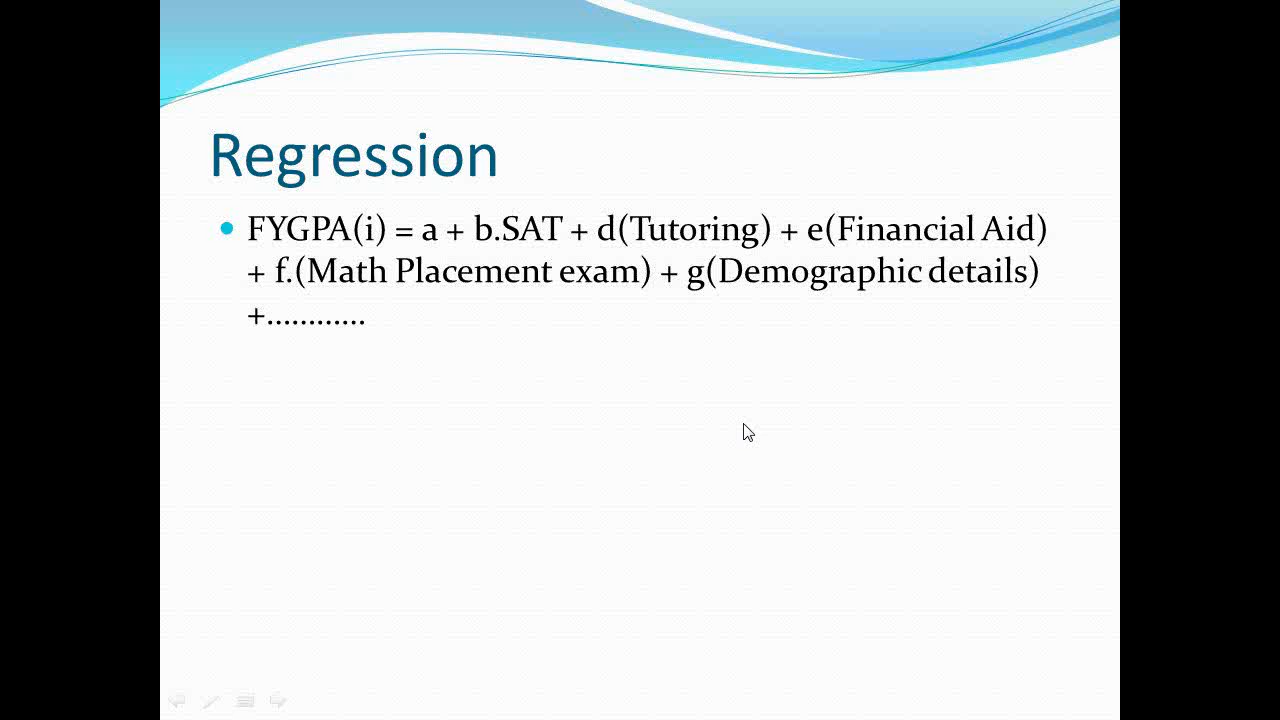 Regression
FYGPA(i) = a + b.SAT + d(Tutoring) + e(Financial Aid)
+ f.(Math Placement exam) + g(Demographic details)
+............